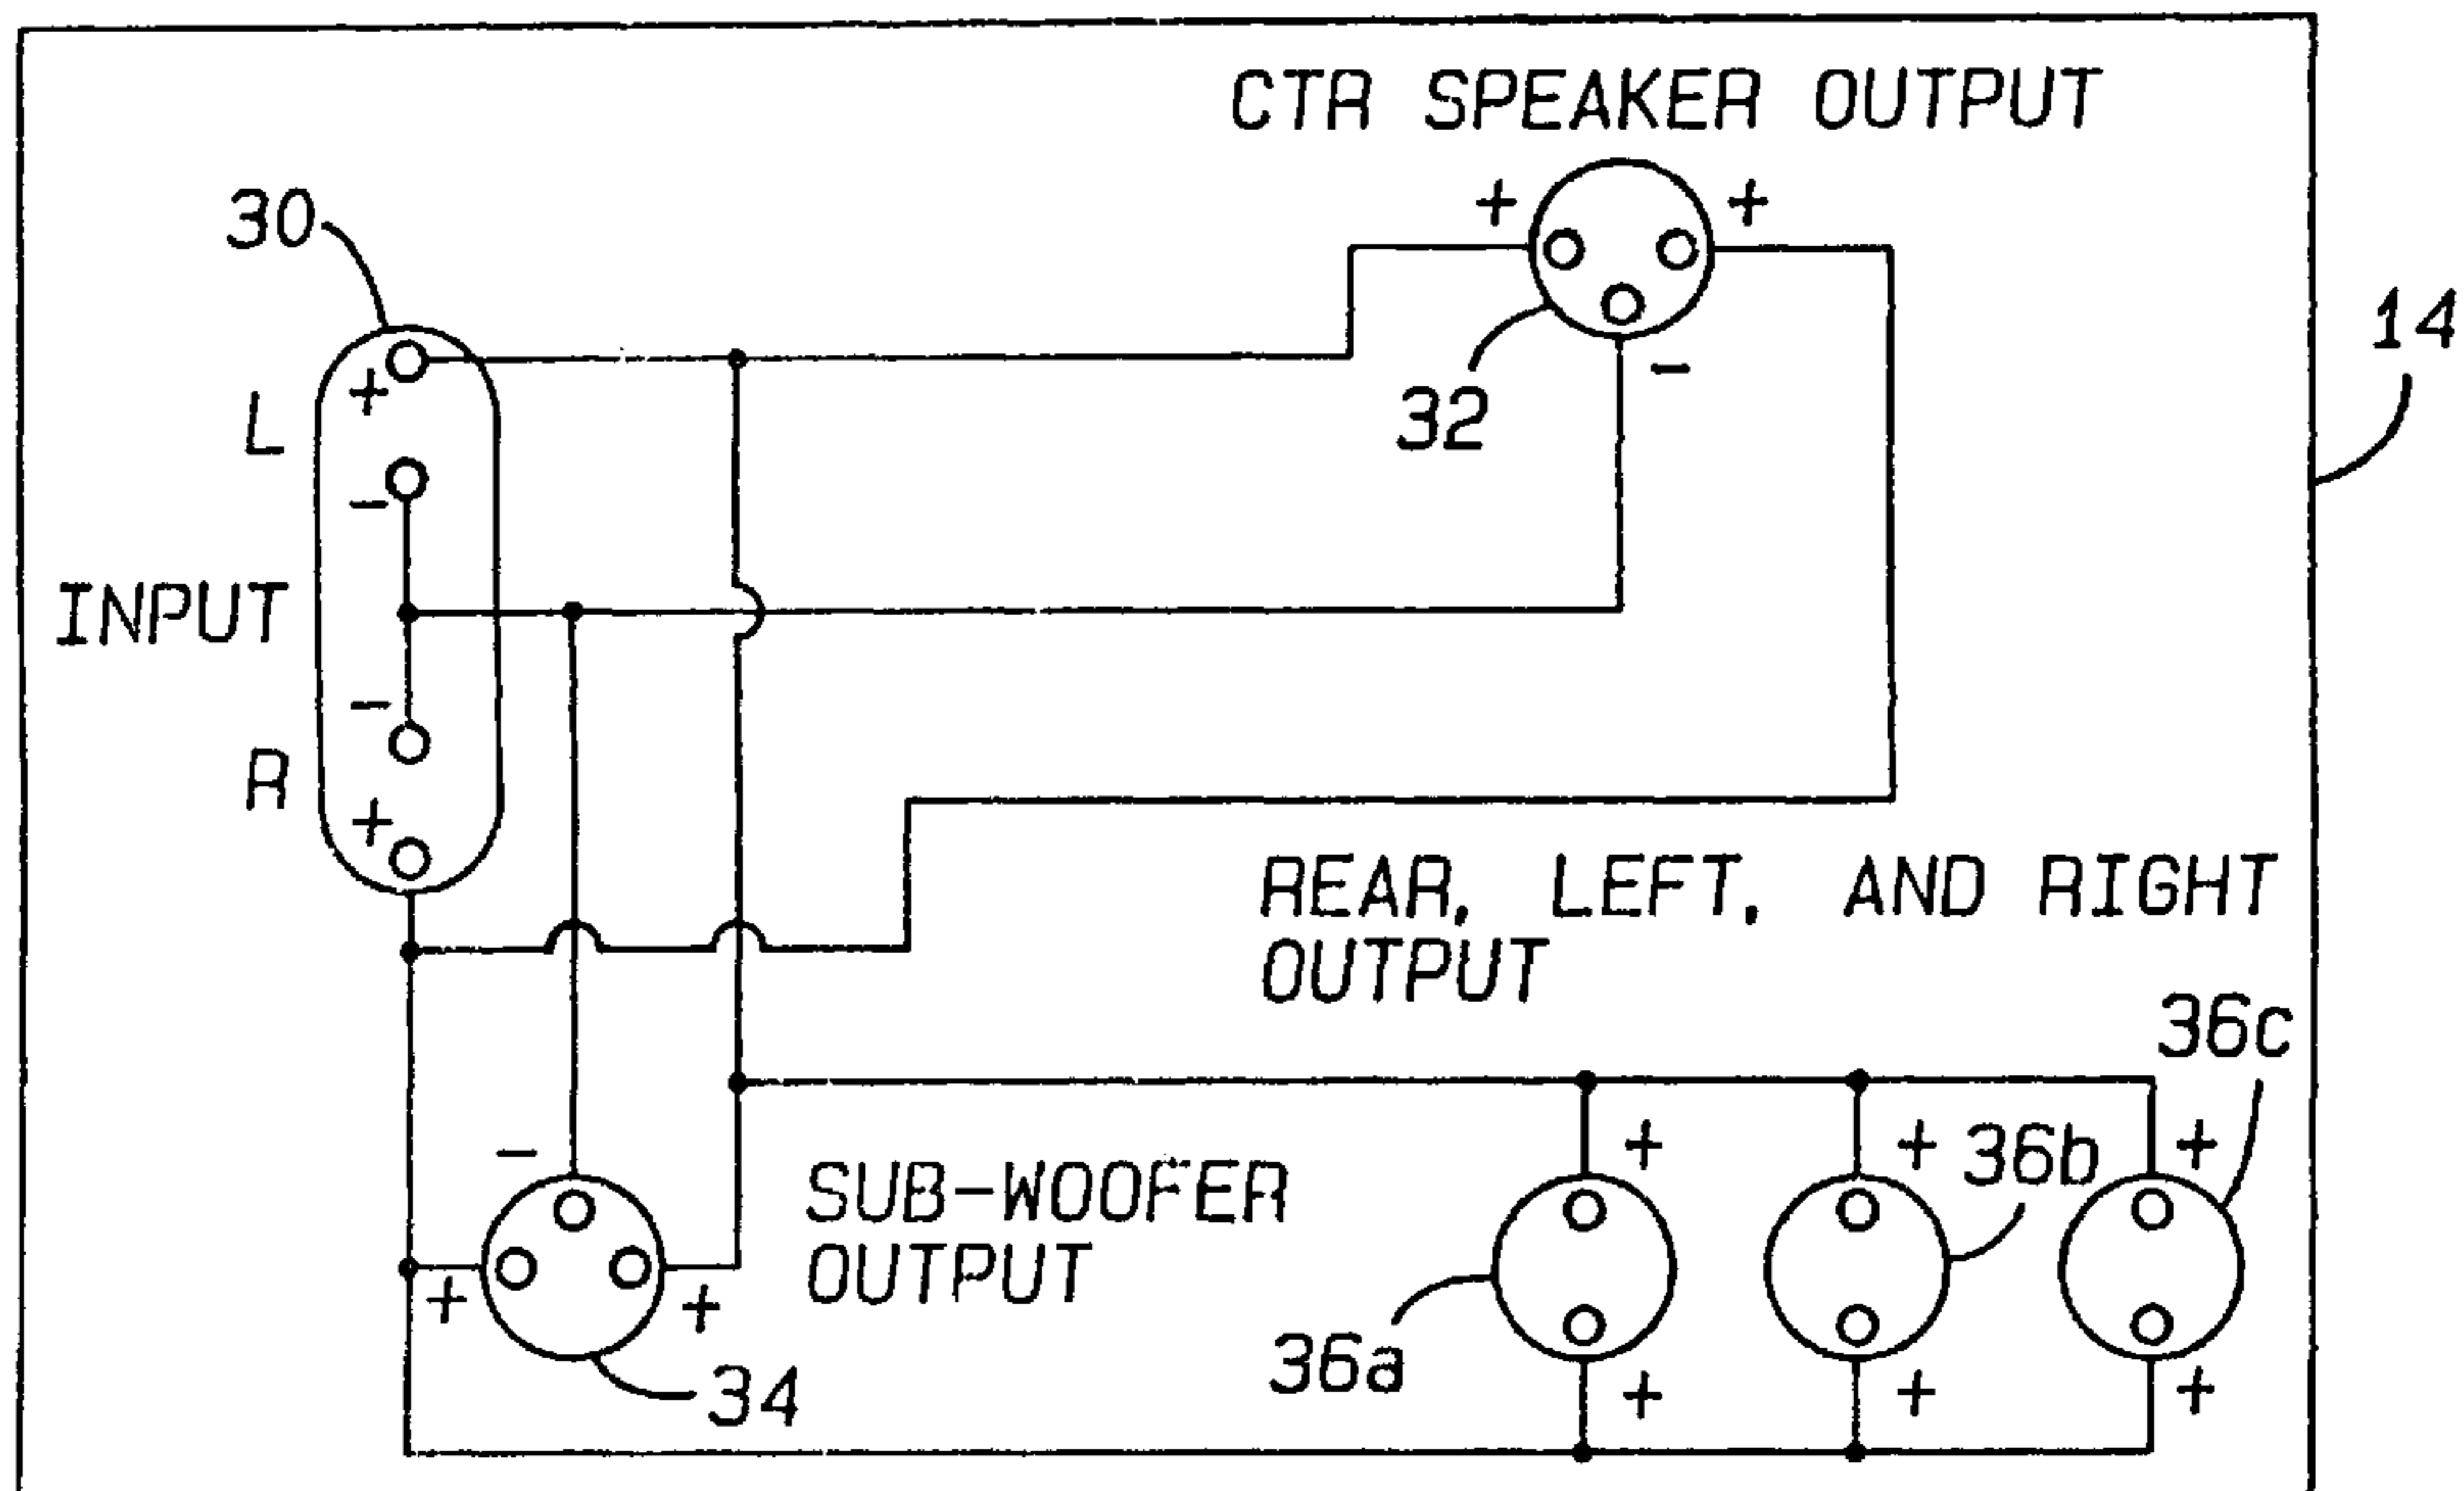 CTR SPEAKER OUTPUT
30
+ +
14
+
L
32
-
-
INPUT
-
R
+
REAR, LEFT, AND RIGHT
OUTPUT
36c
-
+ + +
36b
SUB-WOOFER
OUTPUT
+ +
36a
34
+ + +